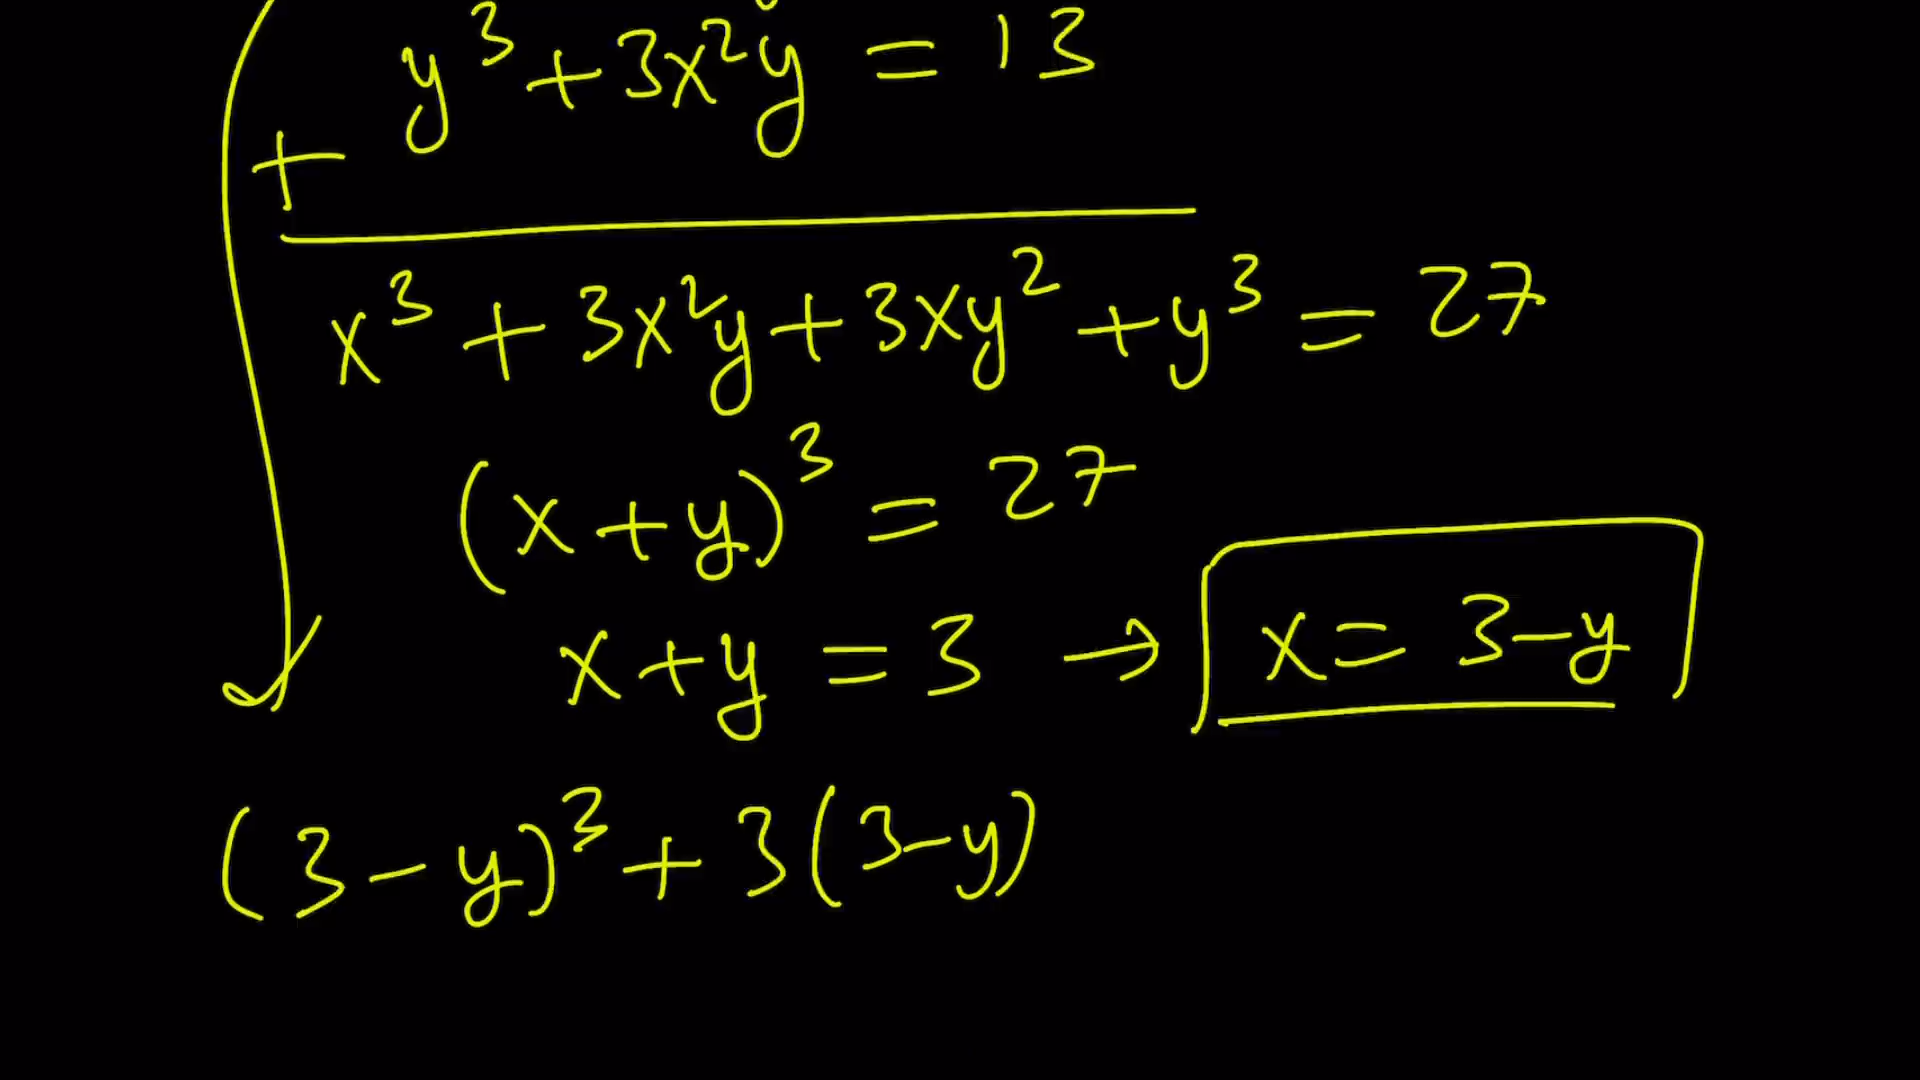 y³ + 3x²y = 13
+
x³ + 3x²y + 3xy² + y³ = 27
(x + y)³ = 27
x + y = 3 → x = 3 - y
(3 - y)³ + 3(3 - y)